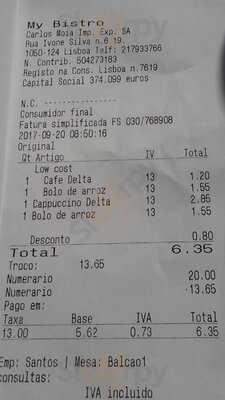 My Bistro
Carlos Moia Imp. Exp. SA
Rua Ivone Silva n.6 19.
1050-124 Lisboa Telf: 217933766
N. Contrib. 504273183
Registo na Cons. Lisboa n.7619
Capital Social 374.099 euros
N.C. ---------------
Consumidor final
Fatura simplificada FS 030/768908
2017-09-20 08:50:16
Original
Qt Artigo IV Total
Low cost
1 Cafe Delta 13 1.20
1 Bolo de arroz 13 1.55
1 Cappuccino Delta 13 2.85
1 Bolo de arroz 13 1.55
Desconto 0.80
Total 6.35
Troco: 13.65
Numerario 20.00
Numerario -13.65
Pago em:
Taxa Base IVA Total
13.00 5.62 0.73 6.35
Emp: Santos | Mesa: Balcao1
consultas:
IVA incluido